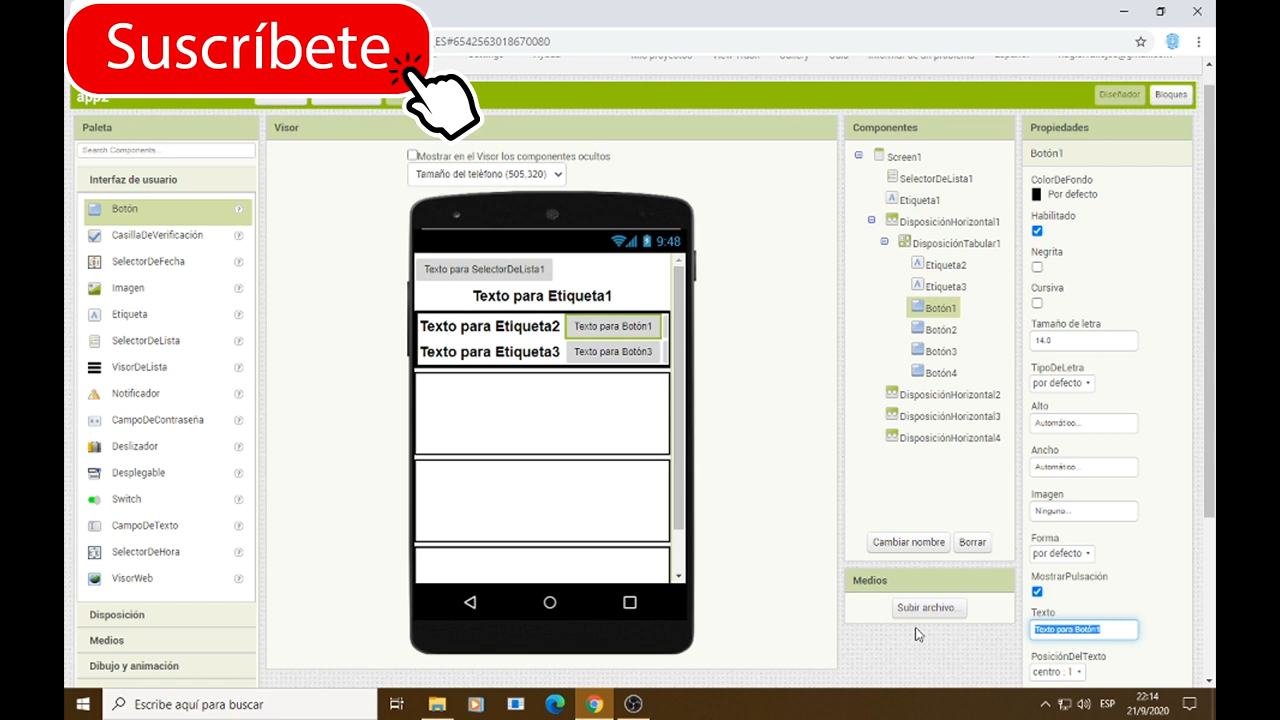 Suscríbete
_ES#6542563018670080
app2
Diseñador
Bloques
Paleta
Search Components...
Interfaz de usuario
Botón
CasillaDeVerificación
SelectorDeFecha
Imagen
Etiqueta
SelectorDeLista
VisorDeLista
Notificador
CampoDeContraseña
Deslizador
Desplegable
Switch
CampoDeTexto
SelectorDeHora
VisorWeb
Disposición
Medios
Dibujo y animación
Visor
Mostrar en el Visor los componentes ocultos
Tamaño del teléfono (505,320)
9:48
Texto para SelectorDeLista1
Texto para Etiqueta1
Texto para Etiqueta2
Texto para Botón1
Texto para Etiqueta3
Texto para Botón3
Componentes
Screen1
SelectorDeLista1
Etiqueta1
DisposiciónHorizontal1
DisposiciónTabular1
Etiqueta2
Etiqueta3
Botón1
Botón2
Botón3
Botón4
DisposiciónHorizontal2
DisposiciónHorizontal3
DisposiciónHorizontal4
Cambiar nombre
Borrar
Medios
Subir archivo...
Propiedades
Botón1
ColorDeFondo
Por defecto
Habilitado
Negrita
Cursiva
Tamaño de letra
14.0
TipoDeLetra
por defecto
Alto
Automático...
Ancho
Automático...
Imagen
Ninguno...
Forma
por defecto
MostrarPulsación
Texto
Texto para Botón1
PosiciónDelTexto
centro : 1
Escribe aquí para buscar
ESP
22:14
21/9/2020